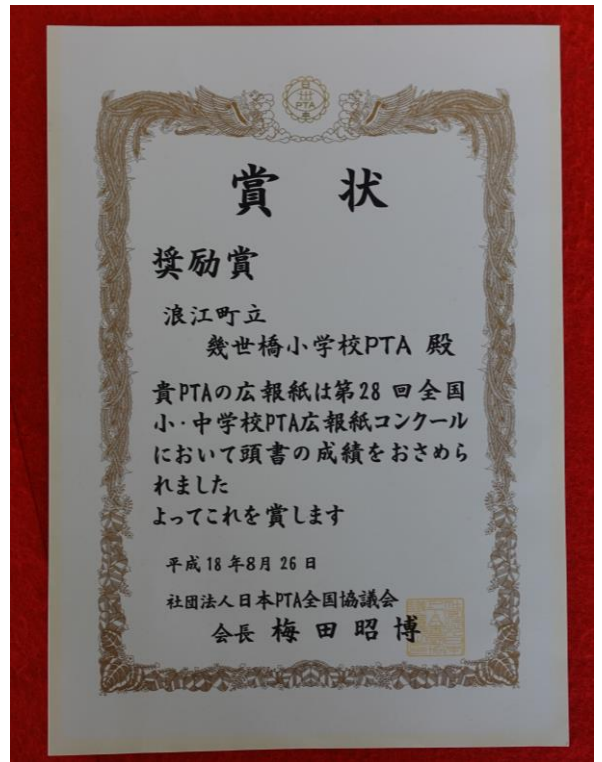 賞状
奨励賞
浪江町立
幾世橋小学校PTA 殿
貴PTAの広報紙は第28回全国
小・中学校PTA広報紙コンクール
において頭書の成績をおさめら
れました
よってこれを賞します
平成18年8月26日
社団法人日本PTA全国協議会
会長 梅田昭博
PTA